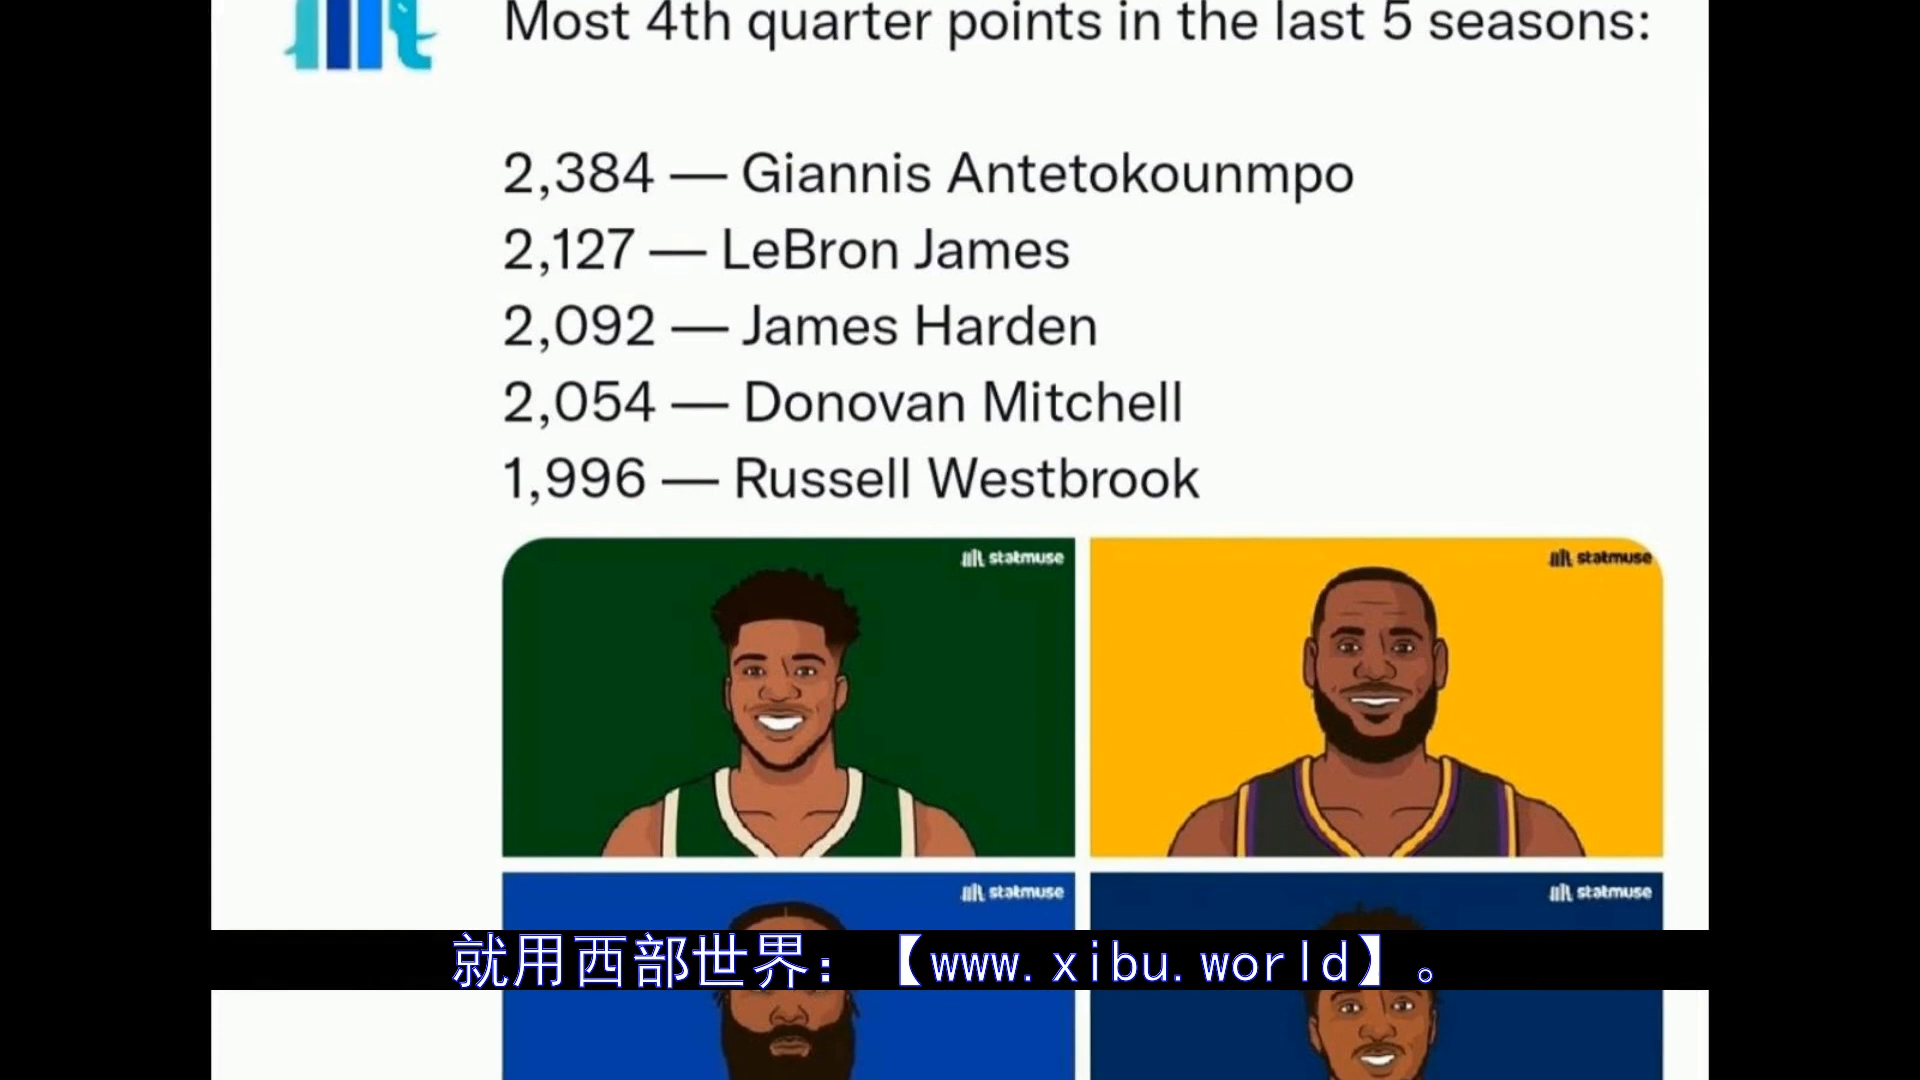 Most 4th quarter points in the last 5 seasons:
2,384 — Giannis Antetokounmpo
2,127 — LeBron James
2,092 — James Harden
2,054 — Donovan Mitchell
1,996 — Russell Westbrook
statmuse
statmuse
statmuse
statmuse
就用西部世界：【www.xibu.world】。